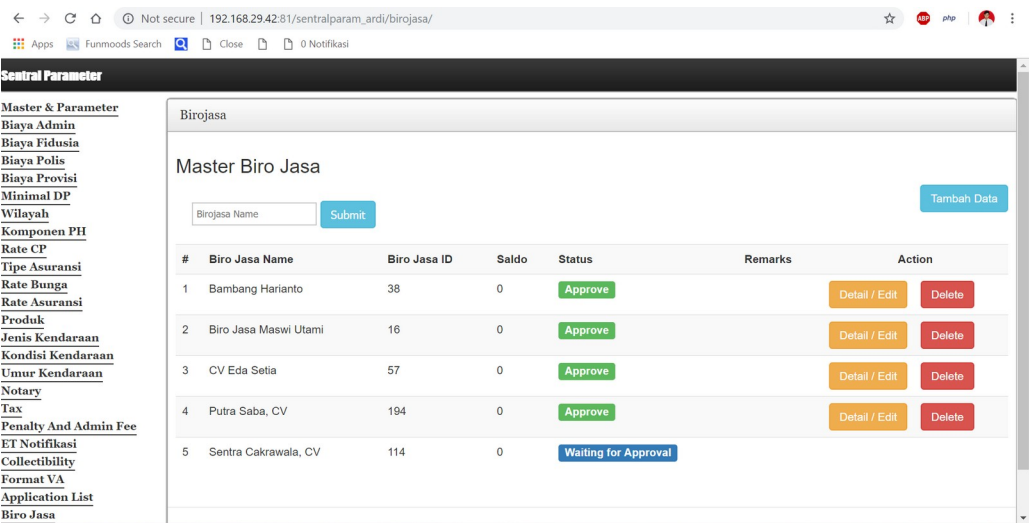 Not secure | 192.168.29.42:81/sentralparam_ardi/birojasa/
ABP php
Apps Funmoods Search Close 0 Notifikasi
Sentral Parameter
Master & Parameter
Biaya Admin
Biaya Fidusia
Biaya Polis
Biaya Provisi
Minimal DP
Wilayah
Komponen PH
Rate CP
Tipe Asuransi
Rate Bunga
Rate Asuransi
Produk
Jenis Kendaraan
Kondisi Kendaraan
Umur Kendaraan
Notary
Tax
Penalty And Admin Fee
ET Notifikasi
Collectibility
Format VA
Application List
Biro Jasa
Birojasa
Master Biro Jasa
Tambah Data
Birojasa Name Submit
# Biro Jasa Name Biro Jasa ID Saldo Status Remarks Action
1 Bambang Harianto 38 0 Approve Detail / Edit Delete
2 Biro Jasa Maswi Utami 16 0 Approve Detail / Edit Delete
3 CV Eda Setia 57 0 Approve Detail / Edit Delete
4 Putra Saba, CV 194 0 Approve Detail / Edit Delete
5 Sentra Cakrawala, CV 114 0 Waiting for Approval